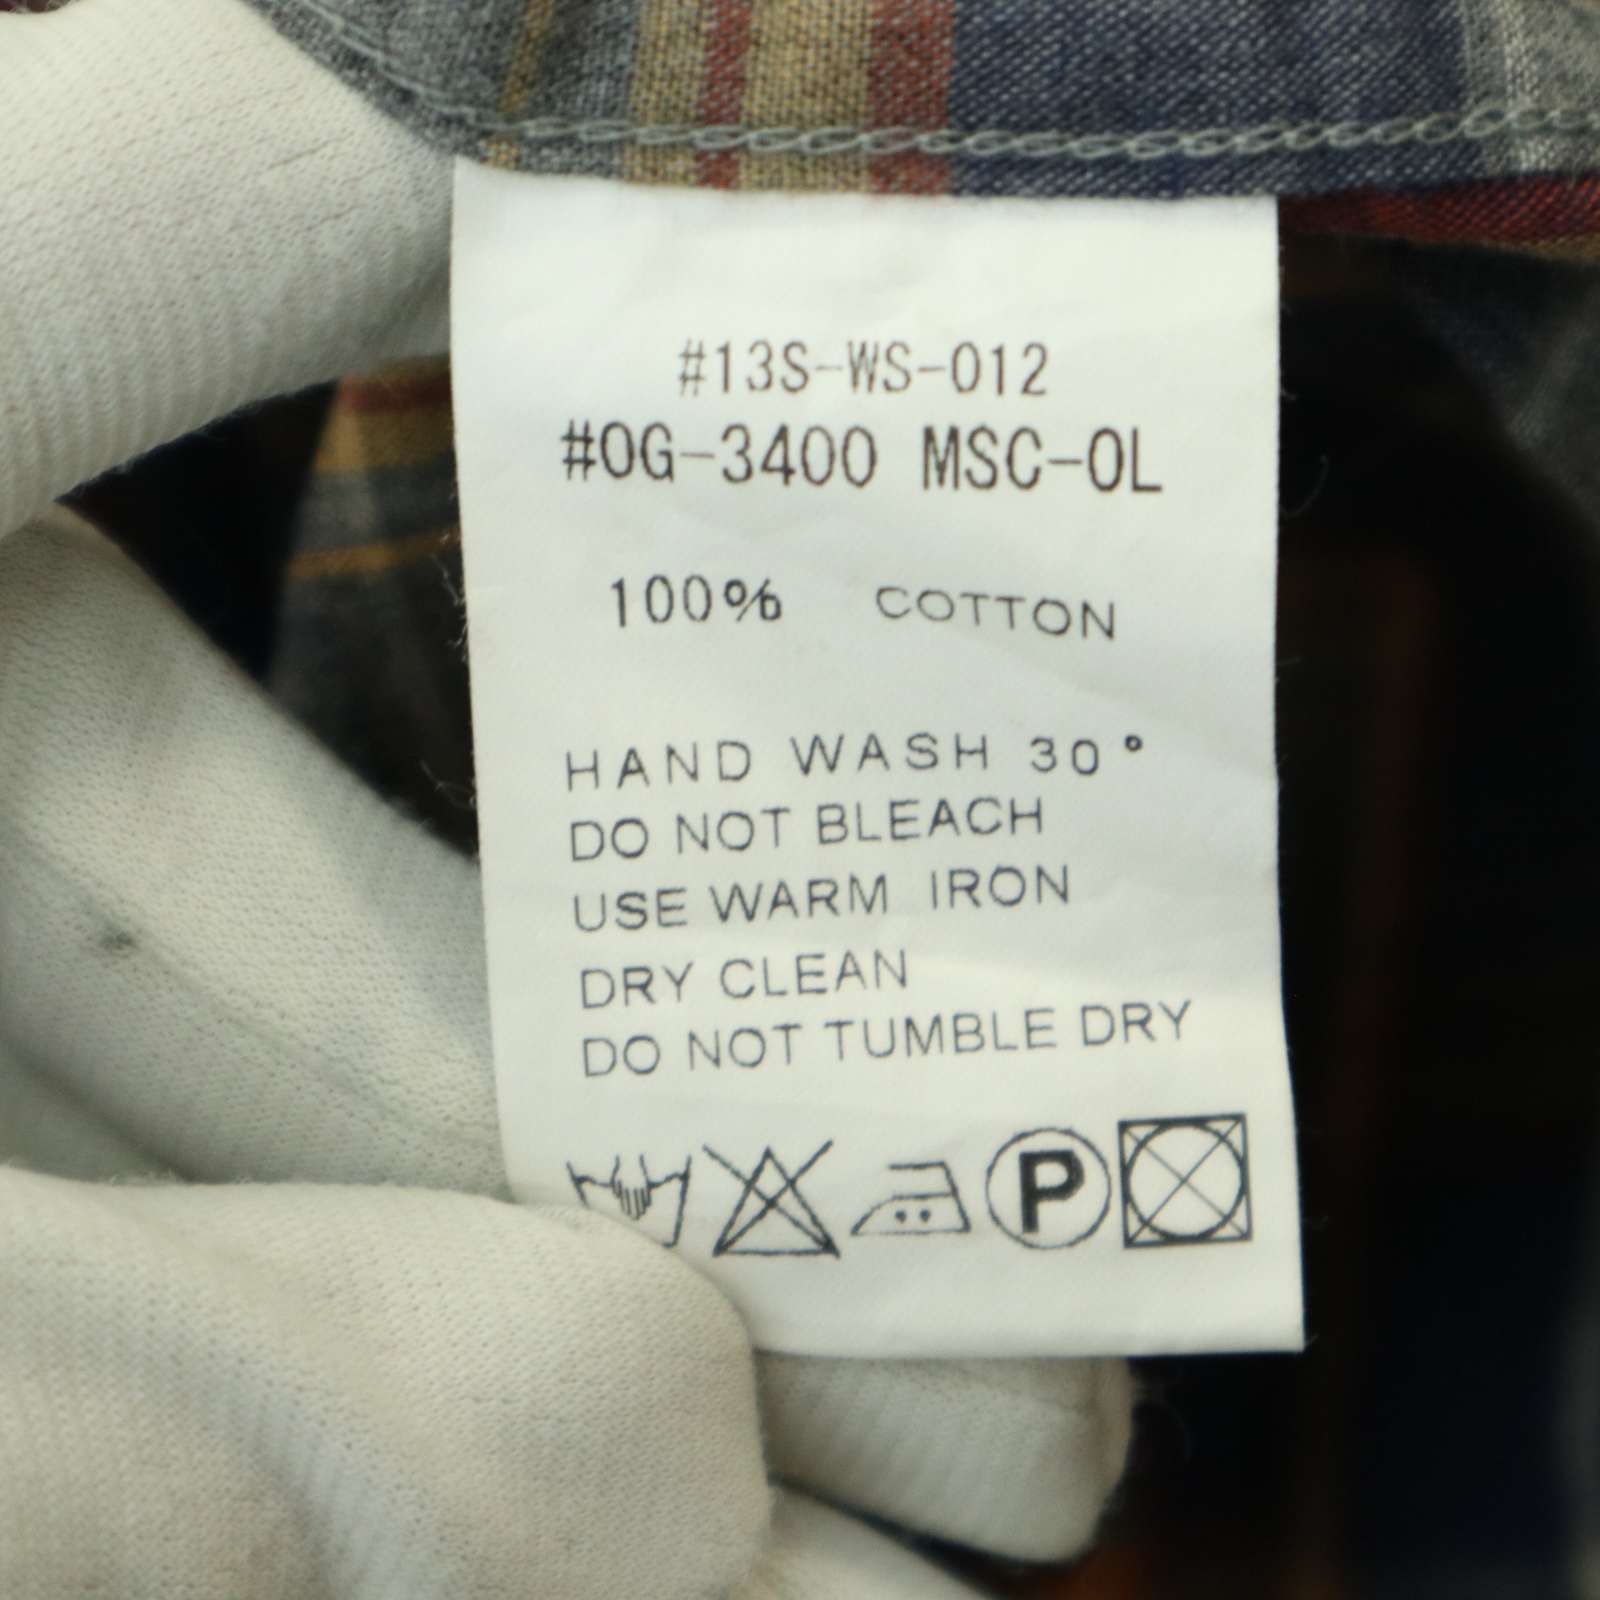 #13S-WS-012
#OG-3400 MSC-OL
100% COTTON
HAND WASH 30°
DO NOT BLEACH
USE WARM IRON
DRY CLEAN
DO NOT TUMBLE DRY
P